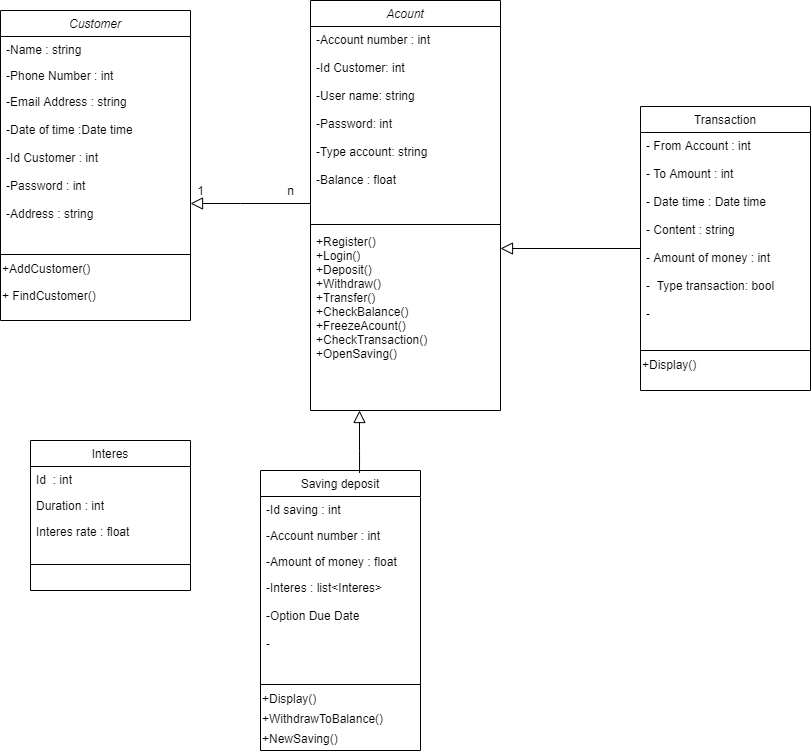 Customer
-Name : string
-Phone Number : int
-Email Address : string
-Date of time :Date time
-Id Customer : int
-Password : int
-Address : string
+AddCustomer()
+ FindCustomer()
1
n
Acount
-Account number : int
-Id Customer: int
-User name: string
-Password: int
-Type account: string
-Balance : float
+Register()
+Login()
+Deposit()
+Withdraw()
+Transfer()
+CheckBalance()
+FreezeAcount()
+CheckTransaction()
+OpenSaving()
Transaction
- From Account : int
- To Amount : int
- Date time : Date time
- Content : string
- Amount of money : int
-  Type transaction: bool
-
+Display()
Interes
Id  : int
Duration : int
Interes rate : float
Saving deposit
-Id saving : int
-Account number : int
-Amount of money : float
-Interes : list<Interes>
-Option Due Date
-
+Display()
+WithdrawToBalance()
+NewSaving()